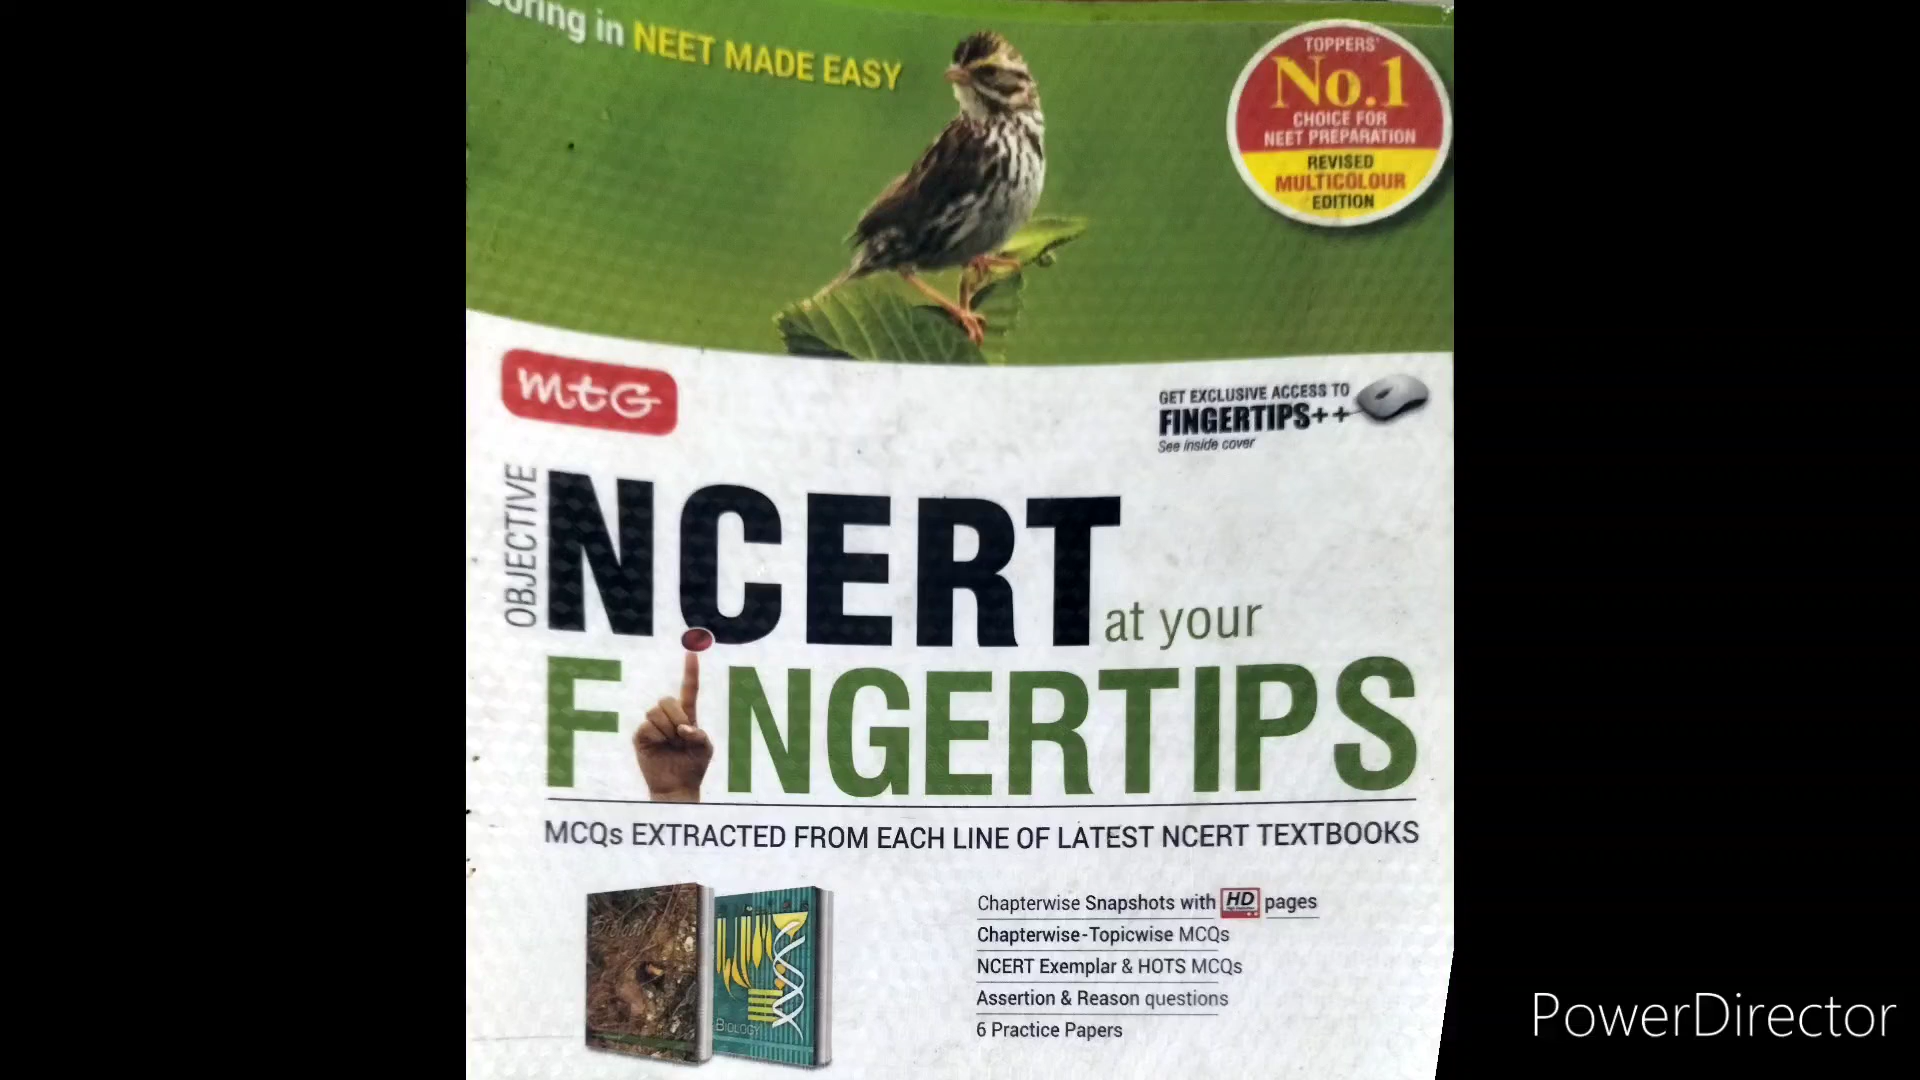 in NEET MADE EASY
TOPPERS'
No.1
CHOICE FOR
NEET PREPARATION
REVISED
MULTICOLOUR
EDITION
mtG
GET EXCLUSIVE ACCESS TO
FINGERTIPS++
See inside cover
OBJECTIVE
NCERT at your
FINGERTIPS
MCQs EXTRACTED FROM EACH LINE OF LATEST NCERT TEXTBOOKS
BIOLOGY
Chapterwise Snapshots with HD pages
Chapterwise-Topicwise MCQs
NCERT Exemplar & HOTS MCQs
Assertion & Reason questions
6 Practice Papers
PowerDirector